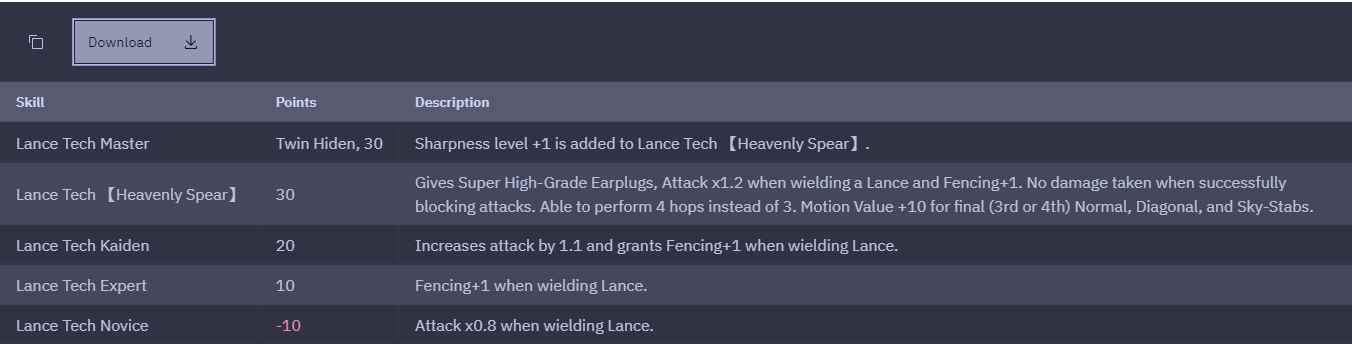 Download
Skill Points Description
Lance Tech Master Twin Hiden, 30 Sharpness level +1 is added to Lance Tech 【Heavenly Spear】.
Lance Tech 【Heavenly Spear】 30 Gives Super High-Grade Earplugs, Attack x1.2 when wielding a Lance and Fencing+1. No damage taken when successfully
blocking attacks. Able to perform 4 hops instead of 3. Motion Value +10 for final (3rd or 4th) Normal, Diagonal, and Sky-Stabs.
Lance Tech Kaiden 20 Increases attack by 1.1 and grants Fencing+1 when wielding Lance.
Lance Tech Expert 10 Fencing+1 when wielding Lance.
Lance Tech Novice -10 Attack x0.8 when wielding Lance.